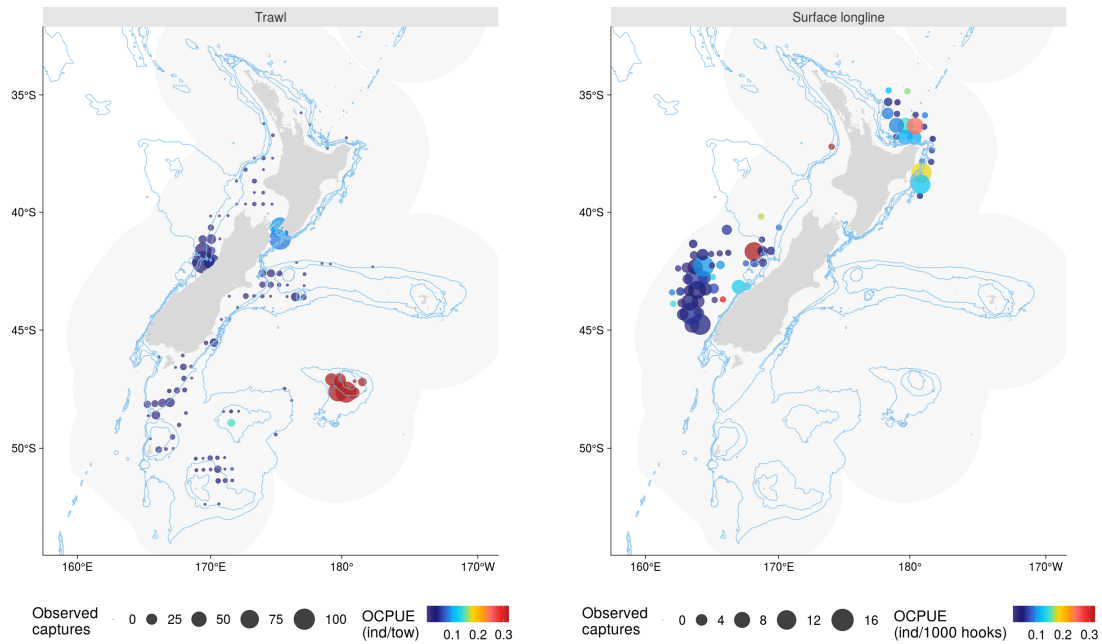 Trawl
Surface longline
35°S
40°S
45°S
50°S
160°E
170°E
180°
170°W
35°S
40°S
45°S
50°S
160°E
170°E
180°
170°W
Observed
captures
0 25 50 75 100
OCPUE
(ind/tow)
0.1 0.2 0.3
Observed
captures
0 4 8 12 16
OCPUE
(ind/1000 hooks)
0.1 0.2 0.3